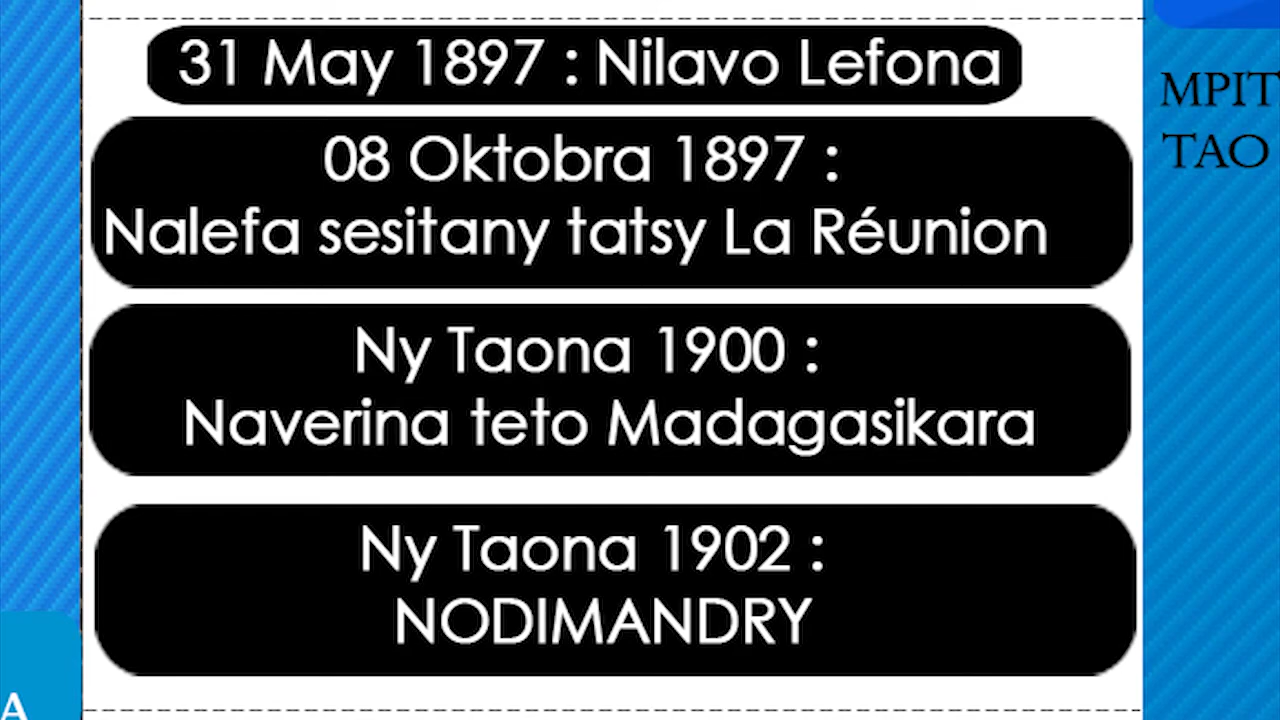 31 May 1897 : Nilavo Lefona
08 Oktobra 1897 :
Nalefa sesitany tatsy La Réunion
Ny Taona 1900 :
Naverina teto Madagasikara
Ny Taona 1902 :
NODIMANDRY
MPIT
TAO
A